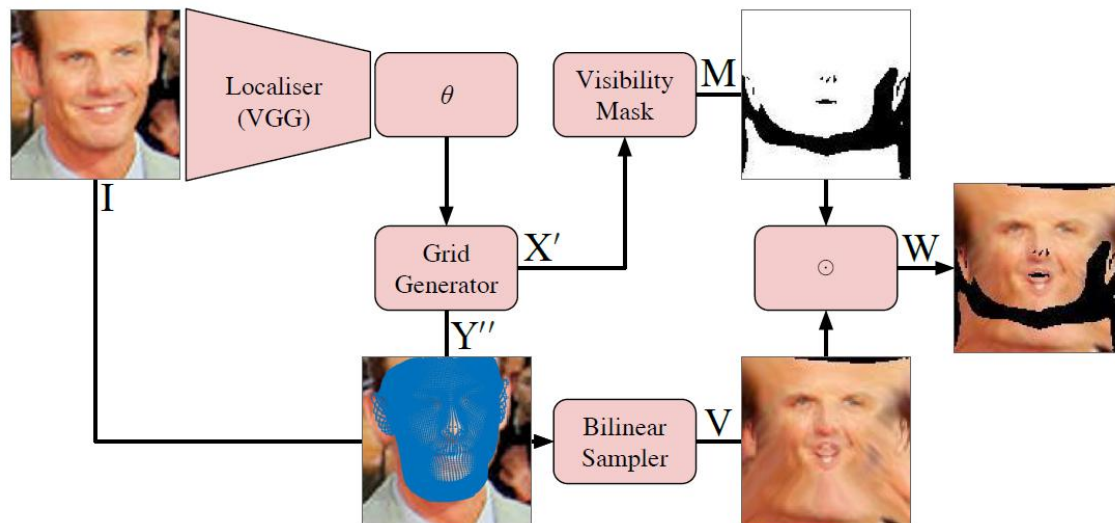 Localiser
(VGG)
θ
Visibility
Mask
M
I
Grid
Generator
X′
⊙
W
Y′′
Bilinear
Sampler
V